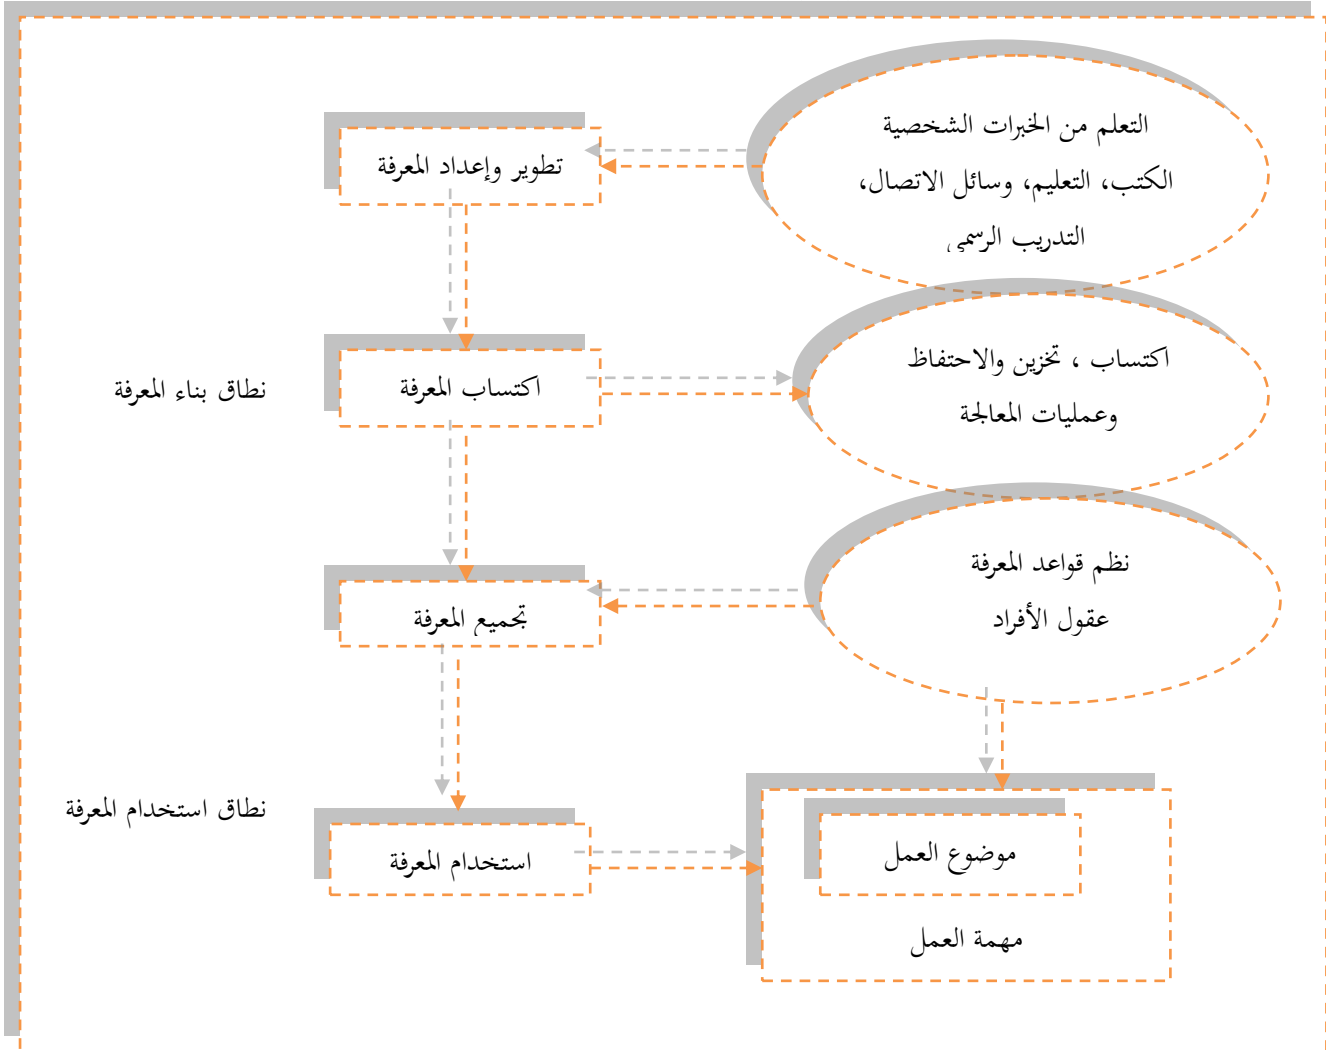 التعلم من الخبرات الشخصية
الكتب، التعليم، وسائل الاتصال،
التدريب الرسمي
تطوير وإعداد المعرفة
اكتساب ، تخزين والاحتفاظ
وعمليات المعالجة
اكتساب المعرفة
نطاق بناء المعرفة
نظم قواعد المعرفة
عقول الأفراد
تجميع المعرفة
نطاق استخدام المعرفة
موضوع العمل
استخدام المعرفة
مهمة العمل